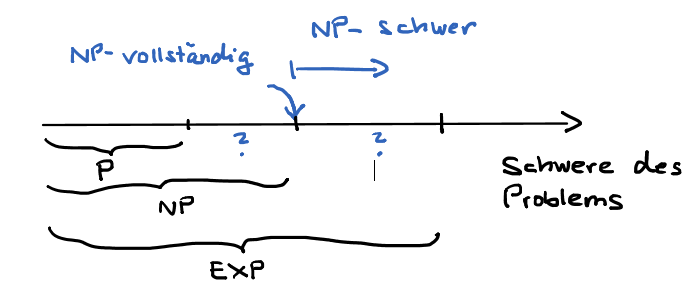 NP- schwer
NP- vollständig
? ?
P
Schwere des
Problems
NP
EXP